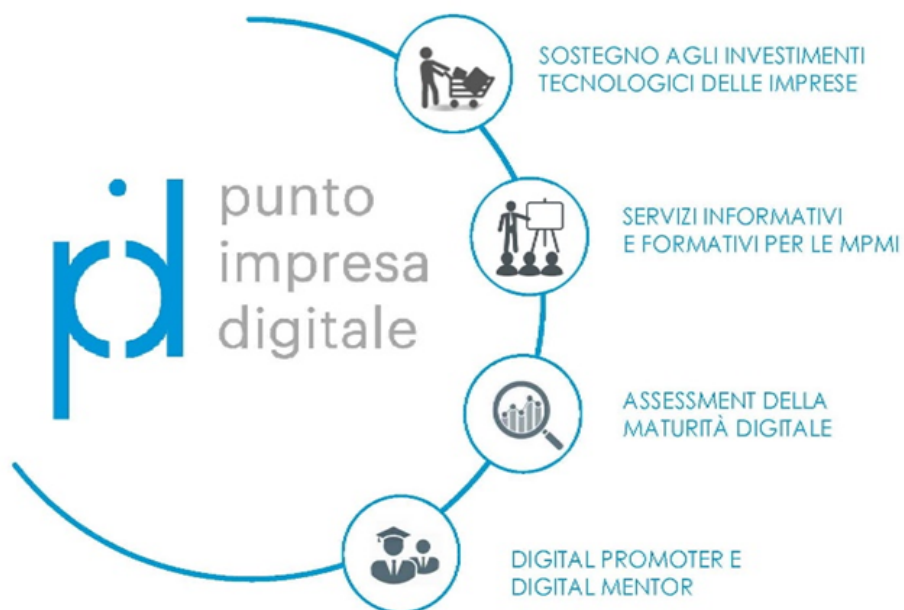 punto
impresa
digitale
SOSTEGNO AGLI INVESTIMENTI
TECNOLOGICI DELLE IMPRESE
SERVIZI INFORMATIVI
E FORMATIVI PER LE MPMI
ASSESSMENT DELLA
MATURITÀ DIGITALE
DIGITAL PROMOTER E
DIGITAL MENTOR